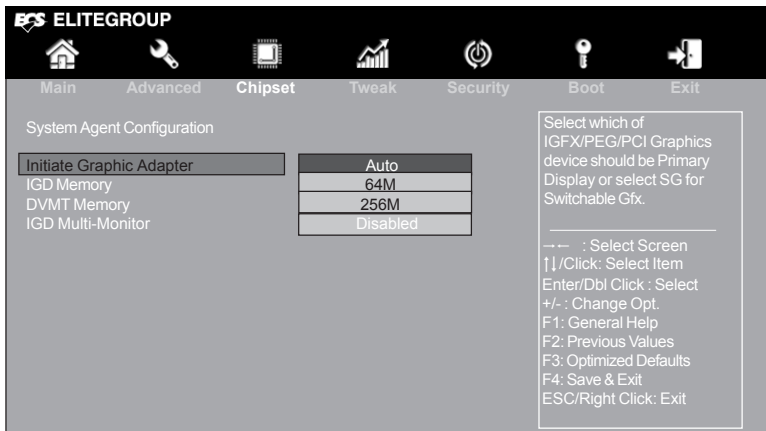 ECS ELITEGROUP
Main Advanced Chipset Tweak Security Boot Exit
System Agent Configuration
Initiate Graphic Adapter Auto
IGD Memory 64M
DVMT Memory 256M
IGD Multi-Monitor Disabled
Select which of
IGFX/PEG/PCI Graphics
device should be Primary
Display or select SG for
Switchable Gfx.
→← : Select Screen
↑↓/Click: Select Item
Enter/Dbl Click : Select
+/- : Change Opt.
F1: General Help
F2: Previous Values
F3: Optimized Defaults
F4: Save & Exit
ESC/Right Click: Exit